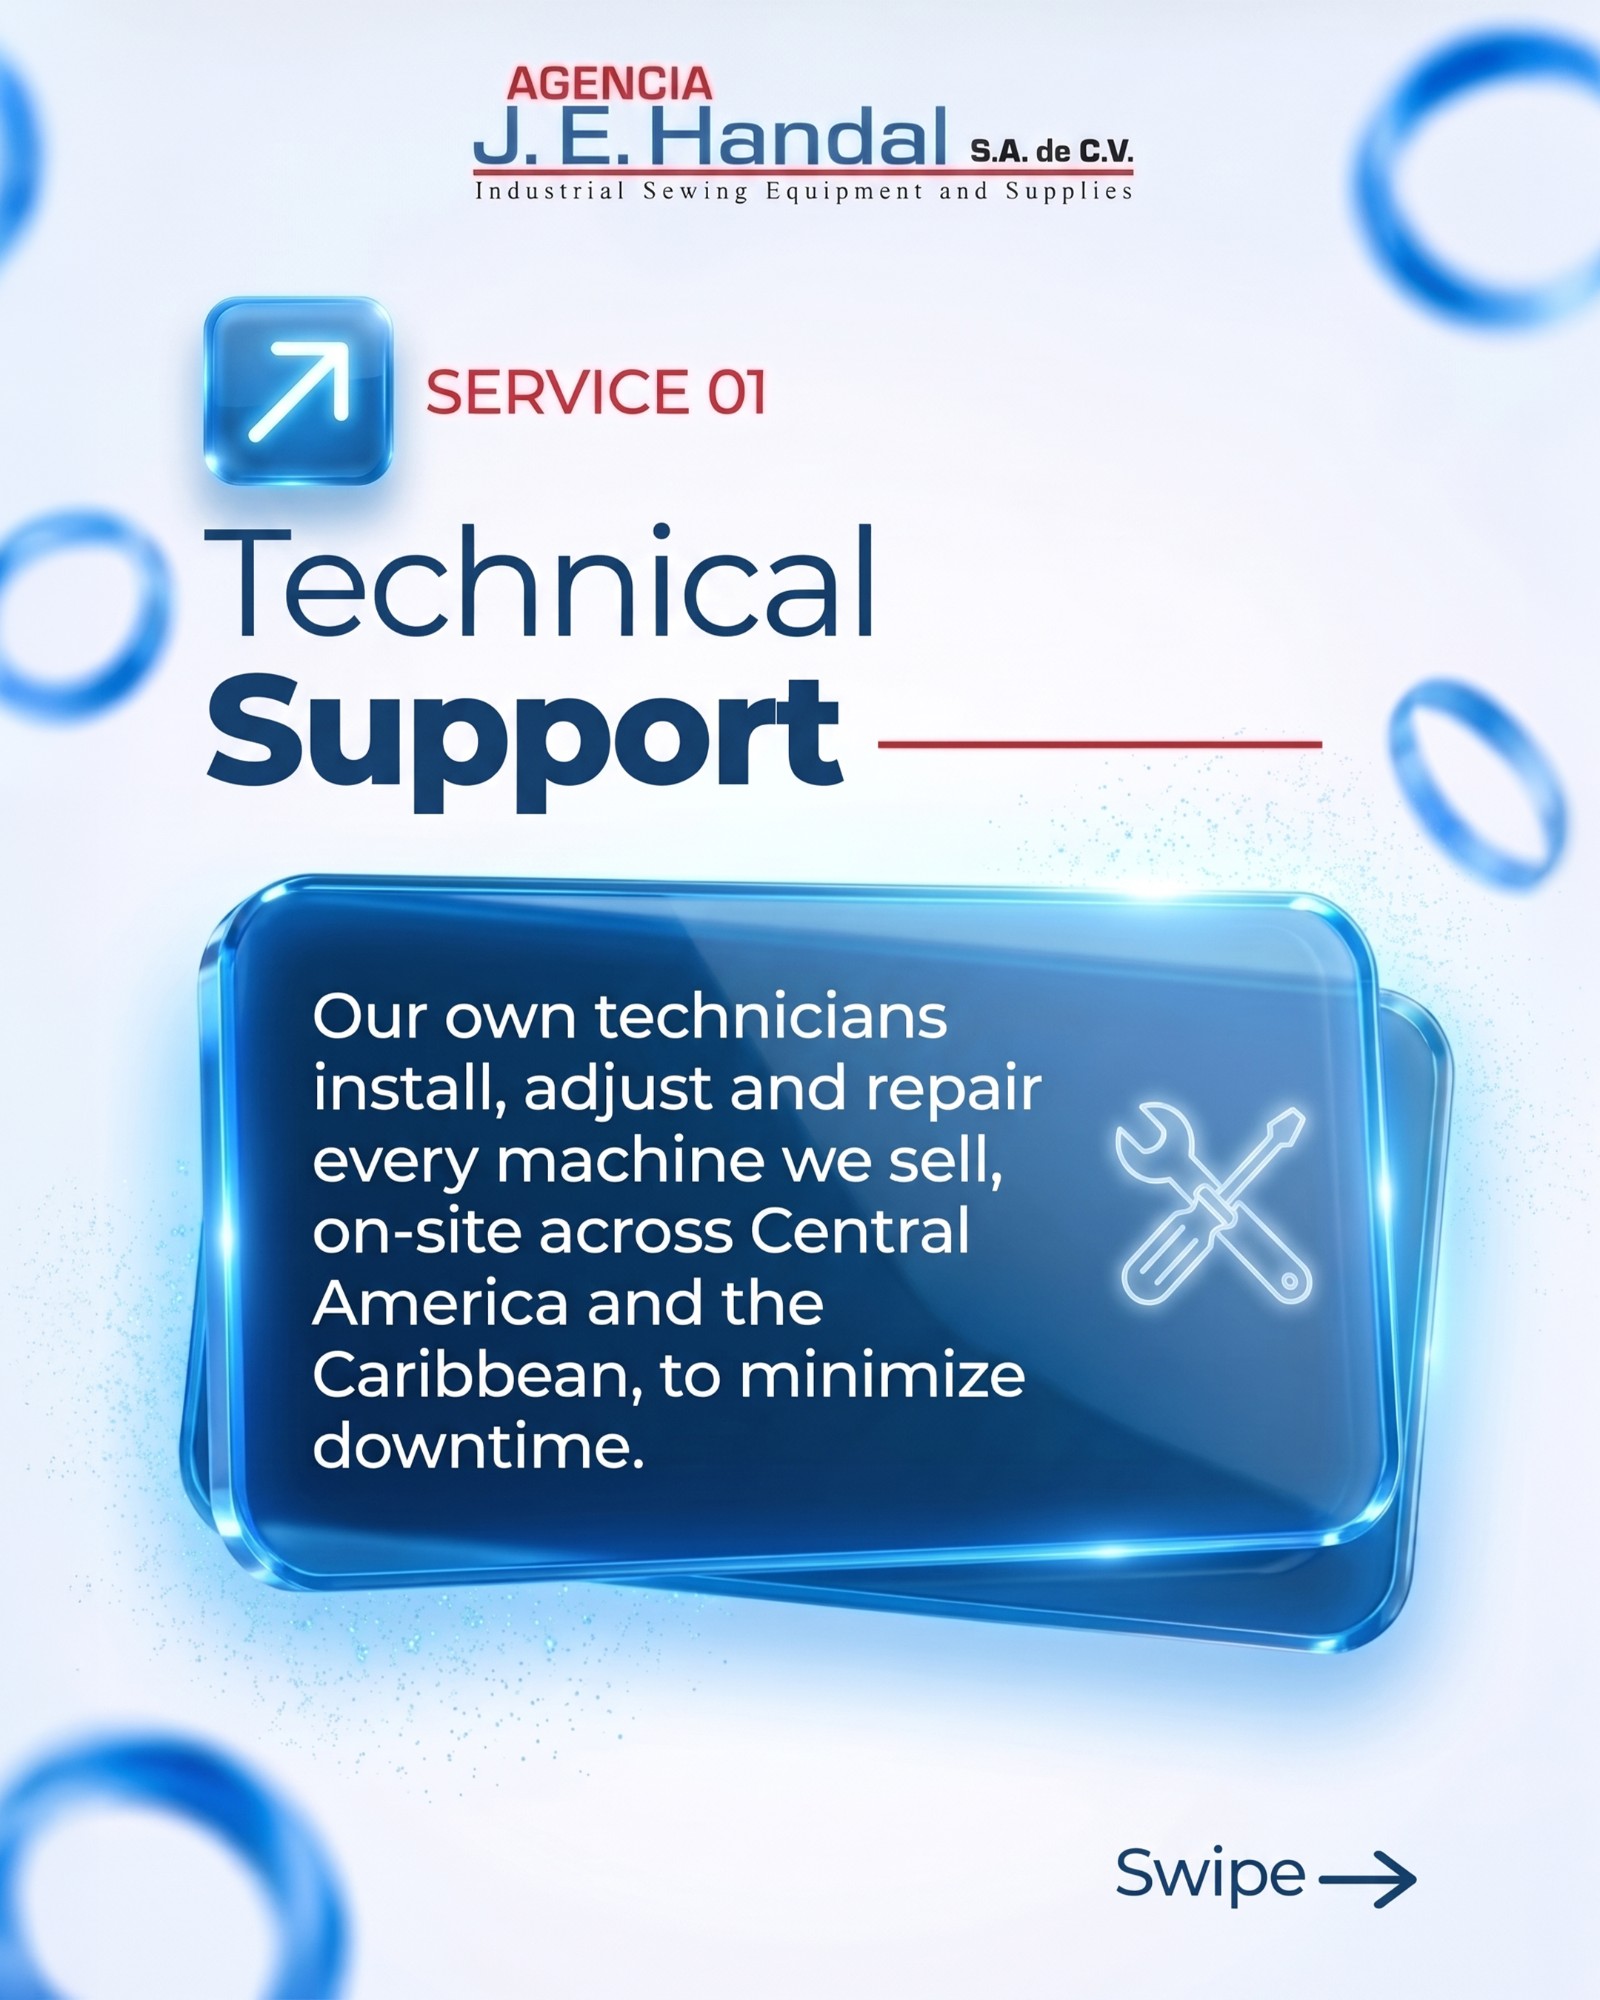 AGENCIA
J. E. Handal S.A. de C.V.
Industrial Sewing Equipment and Supplies
SERVICE 01
Technical
Support
Our own technicians
install, adjust and repair
every machine we sell,
on-site across Central
America and the
Caribbean, to minimize
downtime.
Swipe